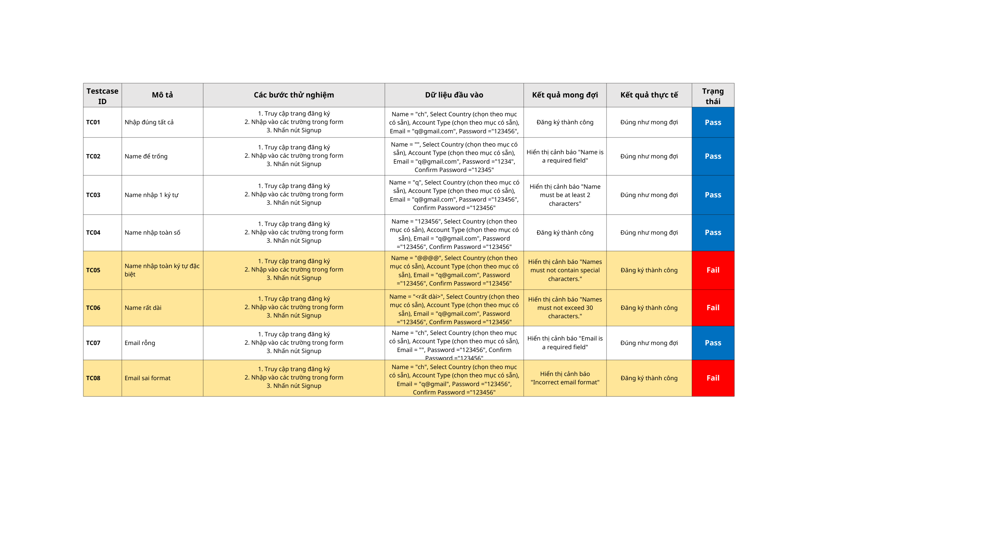 Testcase
ID
Mô tả
Các bước thử nghiệm
Dữ liệu đầu vào
Kết quả mong đợi
Kết quả thực tế
Trạng
thái
TC01
Nhập đúng tất cả
1. Truy cập trang đăng ký
2. Nhập vào các trường trong form
3. Nhấn nút Signup
Name = "ch", Select Country (chọn theo mục
có sẵn), Account Type (chọn theo mục có sẵn),
Email = "q@gmail.com", Password ="123456",
Đăng ký thành công
Đúng như mong đợi
Pass
TC02
Name để trống
1. Truy cập trang đăng ký
2. Nhập vào các trường trong form
3. Nhấn nút Signup
Name = "", Select Country (chọn theo mục có
sẵn), Account Type (chọn theo mục có sẵn),
Email = "q@gmail.com", Password ="1234",
Confirm Password ="12345"
Hiển thị cảnh báo "Name is
a required field"
Đúng như mong đợi
Pass
TC03
Name nhập 1 ký tự
1. Truy cập trang đăng ký
2. Nhập vào các trường trong form
3. Nhấn nút Signup
Name = "q", Select Country (chọn theo mục có
sẵn), Account Type (chọn theo mục có sẵn),
Email = "q@gmail.com", Password ="123456",
Confirm Password ="123456"
Hiển thị cảnh báo "Name
must be at least 2
characters"
Đúng như mong đợi
Pass
TC04
Name nhập toàn số
1. Truy cập trang đăng ký
2. Nhập vào các trường trong form
3. Nhấn nút Signup
Name = "123456", Select Country (chọn theo
mục có sẵn), Account Type (chọn theo mục có
sẵn), Email = "q@gmail.com", Password
="123456", Confirm Password ="123456"
Đăng ký thành công
Đúng như mong đợi
Pass
TC05
Name nhập toàn ký tự đặc
biệt
1. Truy cập trang đăng ký
2. Nhập vào các trường trong form
3. Nhấn nút Signup
Name = "@@@@", Select Country (chọn theo
mục có sẵn), Account Type (chọn theo mục có
sẵn), Email = "q@gmail.com", Password
="123456", Confirm Password ="123456"
Hiển thị cảnh báo "Names
must not contain special
characters."
Đăng ký thành công
Fail
TC06
Name rất dài
1. Truy cập trang đăng ký
2. Nhập vào các trường trong form
3. Nhấn nút Signup
Name = "<rất dài>", Select Country (chọn theo
mục có sẵn), Account Type (chọn theo mục có
sẵn), Email = "q@gmail.com", Password
="123456", Confirm Password ="123456"
Hiển thị cảnh báo "Names
must not exceed 30
characters."
Đăng ký thành công
Fail
TC07
Email rỗng
1. Truy cập trang đăng ký
2. Nhập vào các trường trong form
3. Nhấn nút Signup
Name = "ch", Select Country (chọn theo mục
có sẵn), Account Type (chọn theo mục có sẵn),
Email = "", Password ="123456", Confirm
Password ="123456"
Hiển thị cảnh báo "Email is
a required field"
Đúng như mong đợi
Pass
TC08
Email sai format
1. Truy cập trang đăng ký
2. Nhập vào các trường trong form
3. Nhấn nút Signup
Name = "ch", Select Country (chọn theo mục
có sẵn), Account Type (chọn theo mục có sẵn),
Email = "q@gmail", Password ="123456",
Confirm Password ="123456"
Hiển thị cảnh báo
"Incorrect email format"
Đăng ký thành công
Fail